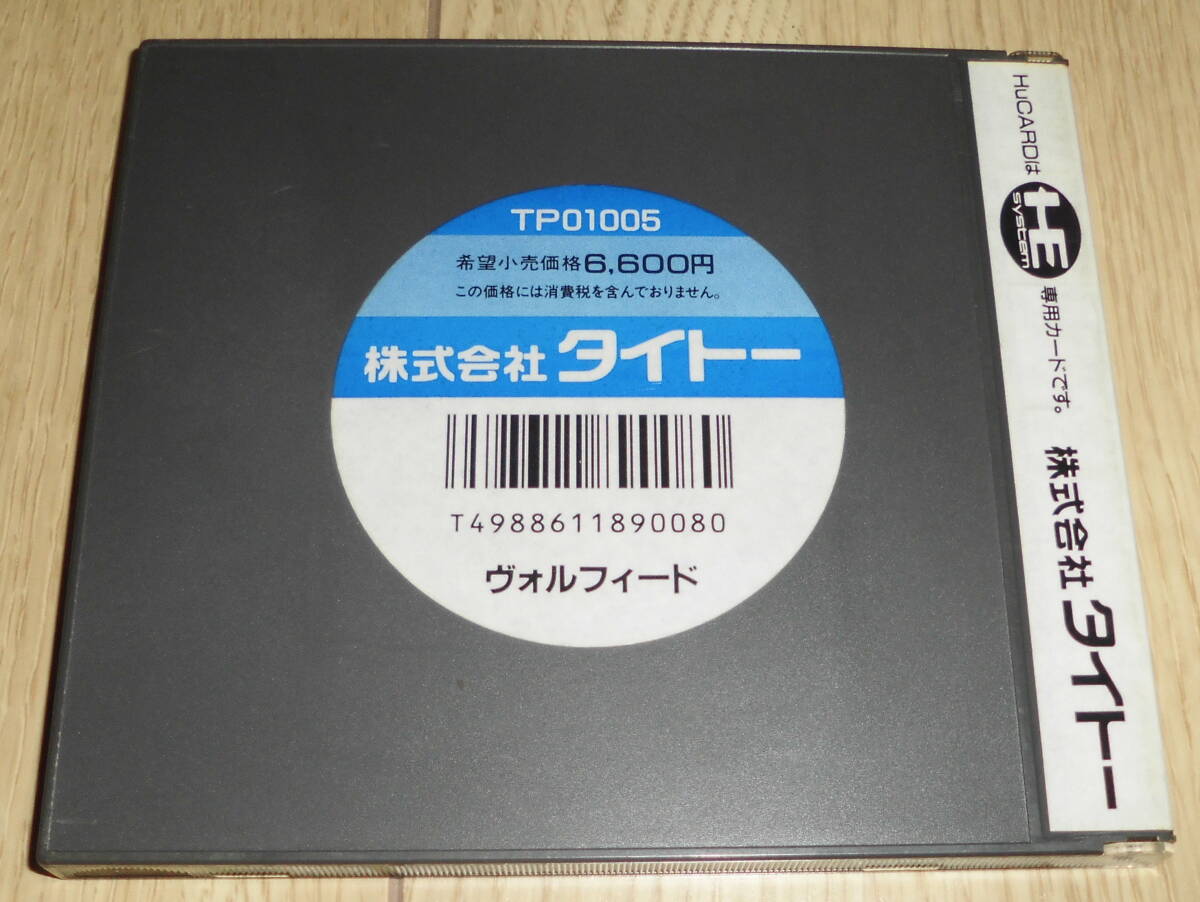 TP01005
希望小売価格6,600円
この価格には消費税を含んでおりません。
株式会社 タイトー
T4988611890080
ヴォルフィード
HuCARDは HE system 専用カードです。 株式会社 タイトー